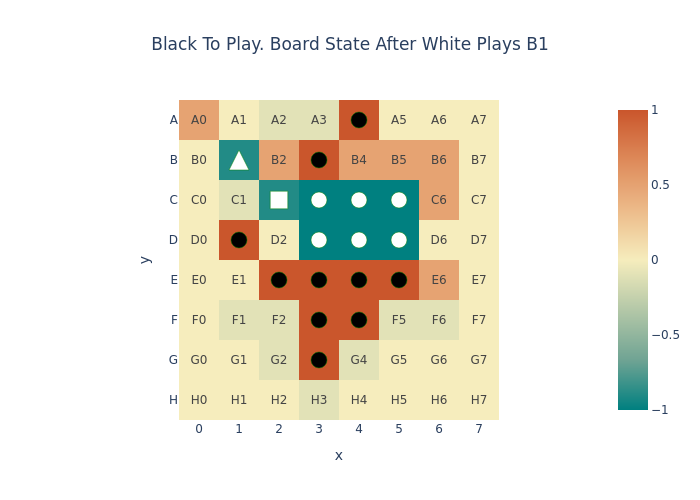 Black To Play. Board State After White Plays B1
A A0 A1 A2 A3 A5 A6 A7
B B0 B2 B4 B5 B6 B7
C C0 C1 C6 C7
D D0 D2 D6 D7
E E0 E1 E6 E7
F F0 F1 F2 F5 F6 F7
G G0 G1 G2 G4 G5 G6 G7
H H0 H1 H2 H3 H4 H5 H6 H7
0 1 2 3 4 5 6 7
x
y
1
0.5
0
−0.5
−1